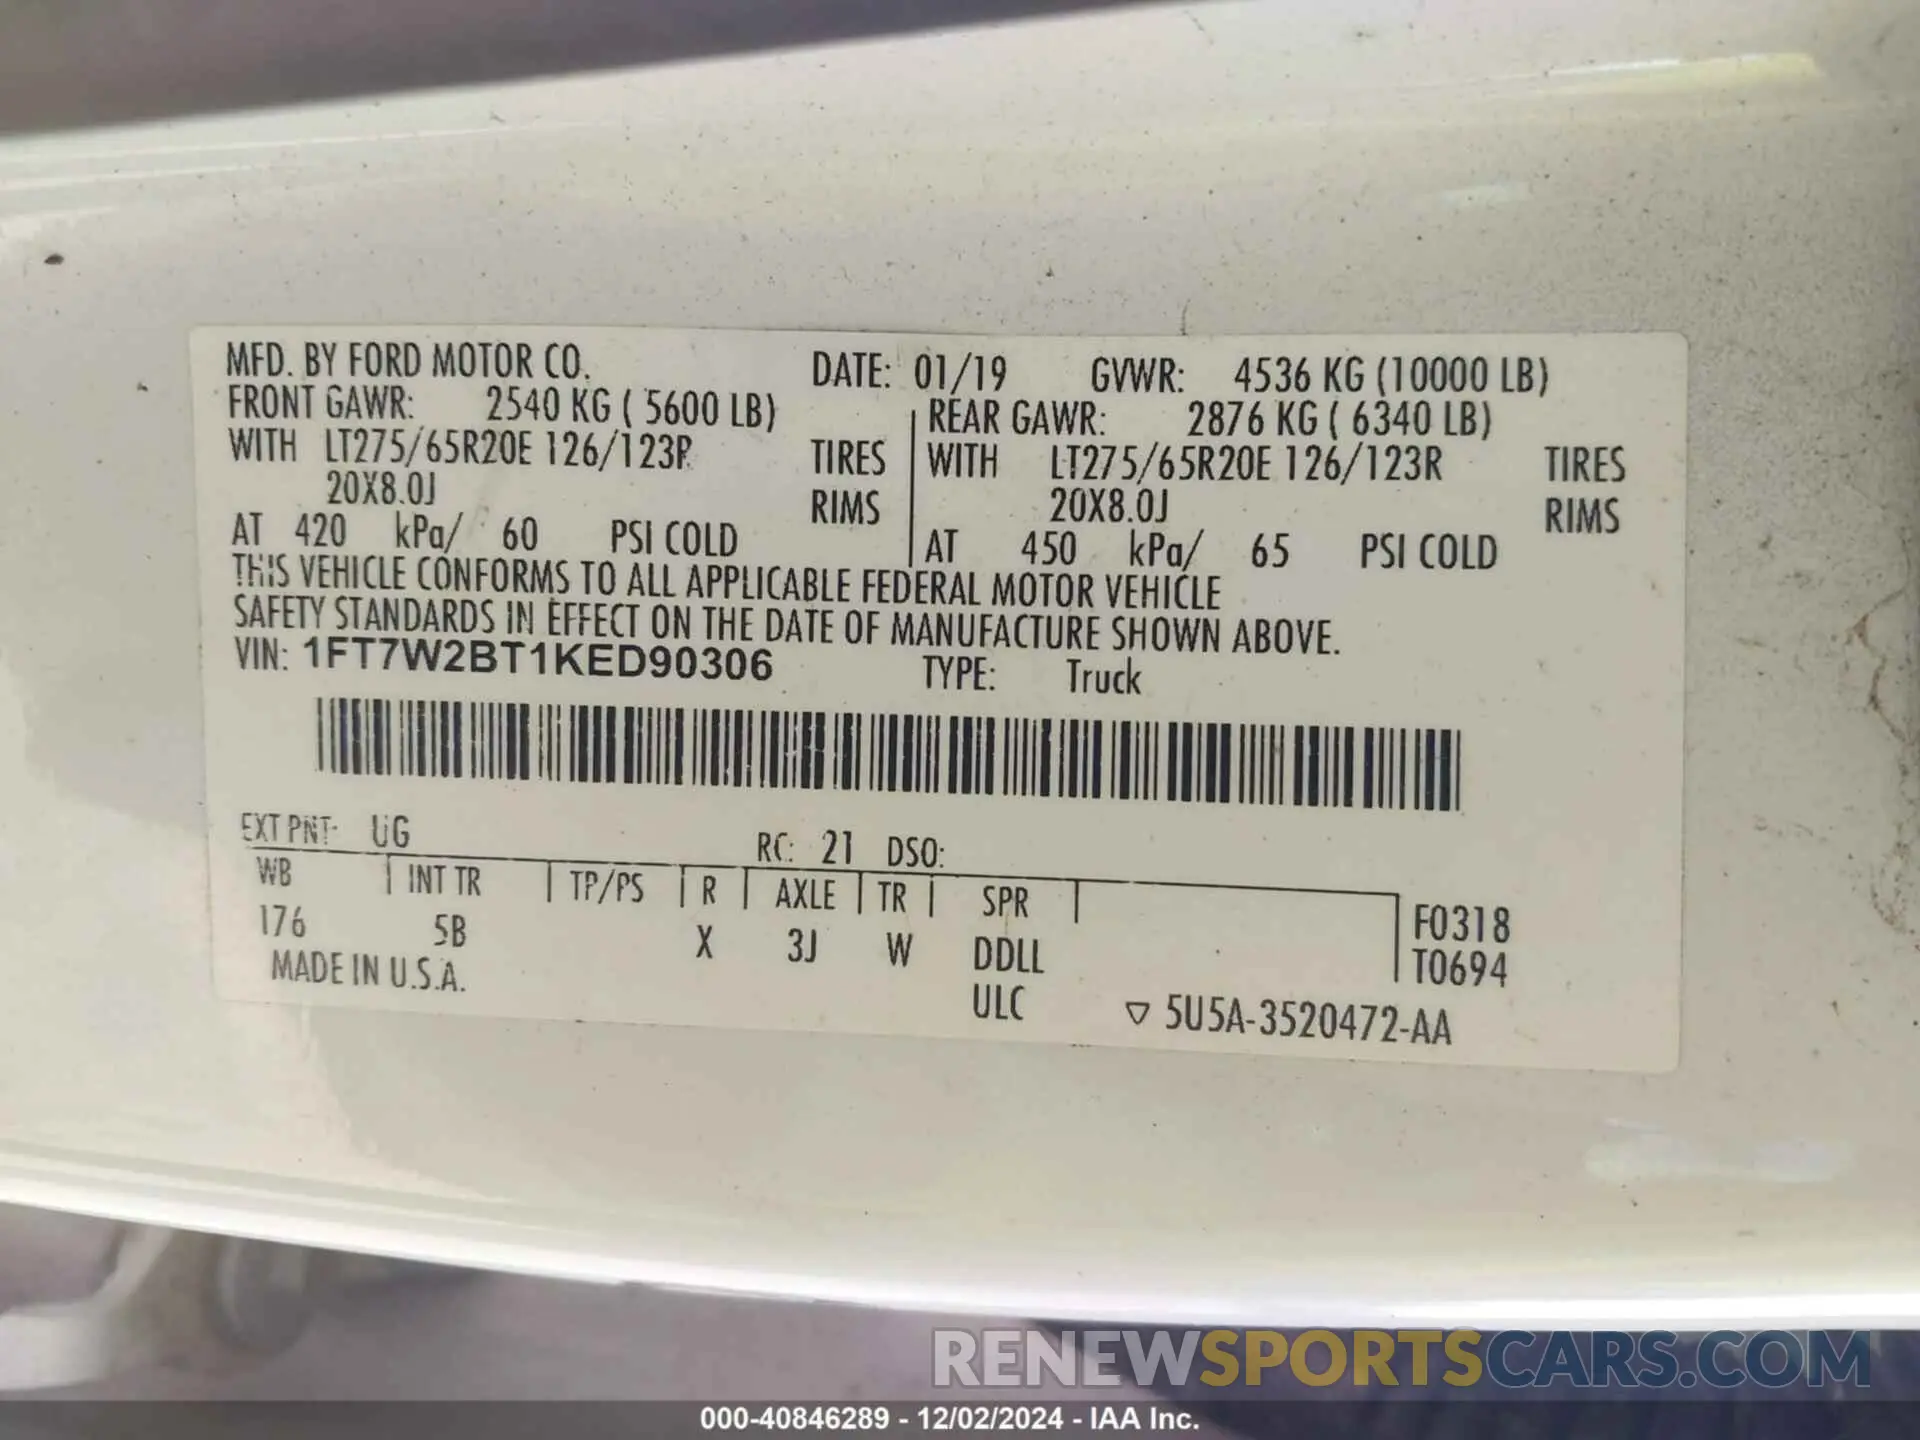 MFD. BY FORD MOTOR CO. DATE: 01/19 GVWR: 4536 KG (10000 LB)
FRONT GAWR: 2540 KG ( 5600 LB) REAR GAWR: 2876 KG ( 6340 LB)
WITH LT275/65R20E 126/123R TIRES WITH LT275/65R20E 126/123R TIRES
20X8.0J RIMS 20X8.0J RIMS
AT 420 kPa/ 60 PSI COLD AT 450 kPa/ 65 PSI COLD
THIS VEHICLE CONFORMS TO ALL APPLICABLE FEDERAL MOTOR VEHICLE
SAFETY STANDARDS IN EFFECT ON THE DATE OF MANUFACTURE SHOWN ABOVE.
VIN: 1FT7W2BT1KED90306 TYPE: Truck
EXT PNT: UG RC: 21 DSO:
WB INT TR TP/PS R AXLE TR SPR F0318
176 5B X 3J W DDLL T0694
MADE IN U.S.A. ULC ▽ 5U5A-3520472-AA
RENEWSPORTSCARS.COM
000-40846289 - 12/02/2024 - IAA Inc.